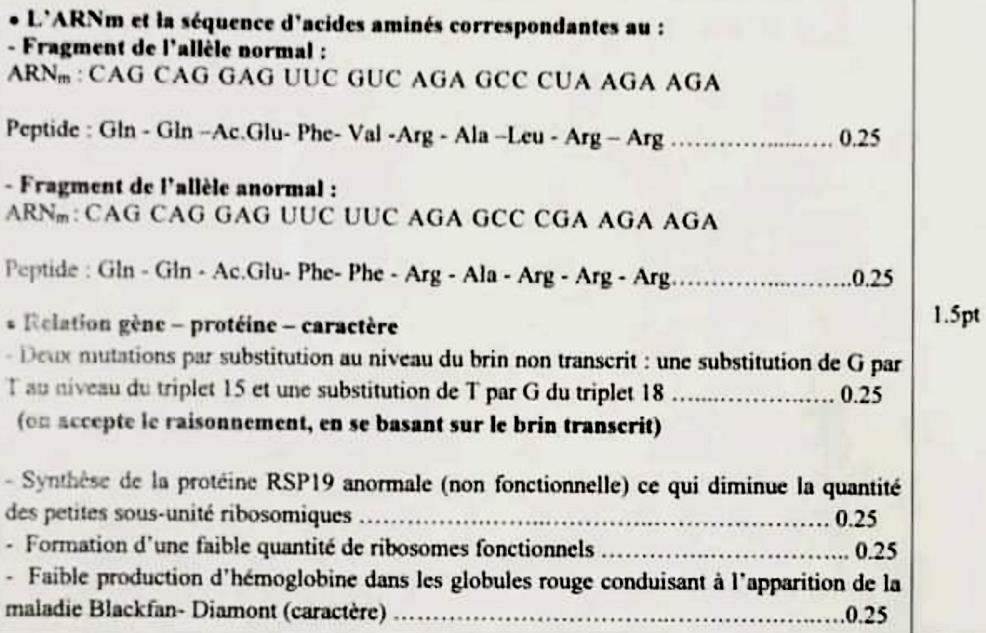 • L'ARNm et la séquence d'acides aminés correspondantes au :
- Fragment de l'allèle normal :
ARNm : CAG CAG GAG UUC GUC AGA GCC CUA AGA AGA
Peptide : Gln - Gln –Ac.Glu- Phe- Val -Arg - Ala –Leu - Arg – Arg ........................ 0.25
- Fragment de l'allèle anormal :
ARNm : CAG CAG GAG UUC UUC AGA GCC CGA AGA AGA
Peptide : Gln - Gln - Ac.Glu- Phe- Phe - Arg - Ala - Arg - Arg - Arg...........................0.25
• Relation gène – protéine – caractère
1.5pt
- Deux mutations par substitution au niveau du brin non transcrit : une substitution de G par
T au niveau du triplet 15 et une substitution de T par G du triplet 18 ........................ 0.25
(on accepte le raisonnement, en se basant sur le brin transcrit)
- Synthèse de la protéine RSP19 anormale (non fonctionnelle) ce qui diminue la quantité
des petites sous-unité ribosomiques ........................................................................ 0.25
- Formation d'une faible quantité de ribosomes fonctionnels ..................................... 0.25
- Faible production d'hémoglobine dans les globules rouge conduisant à l'apparition de la
maladie Blackfan- Diamont (caractère) ...................................................................0.25